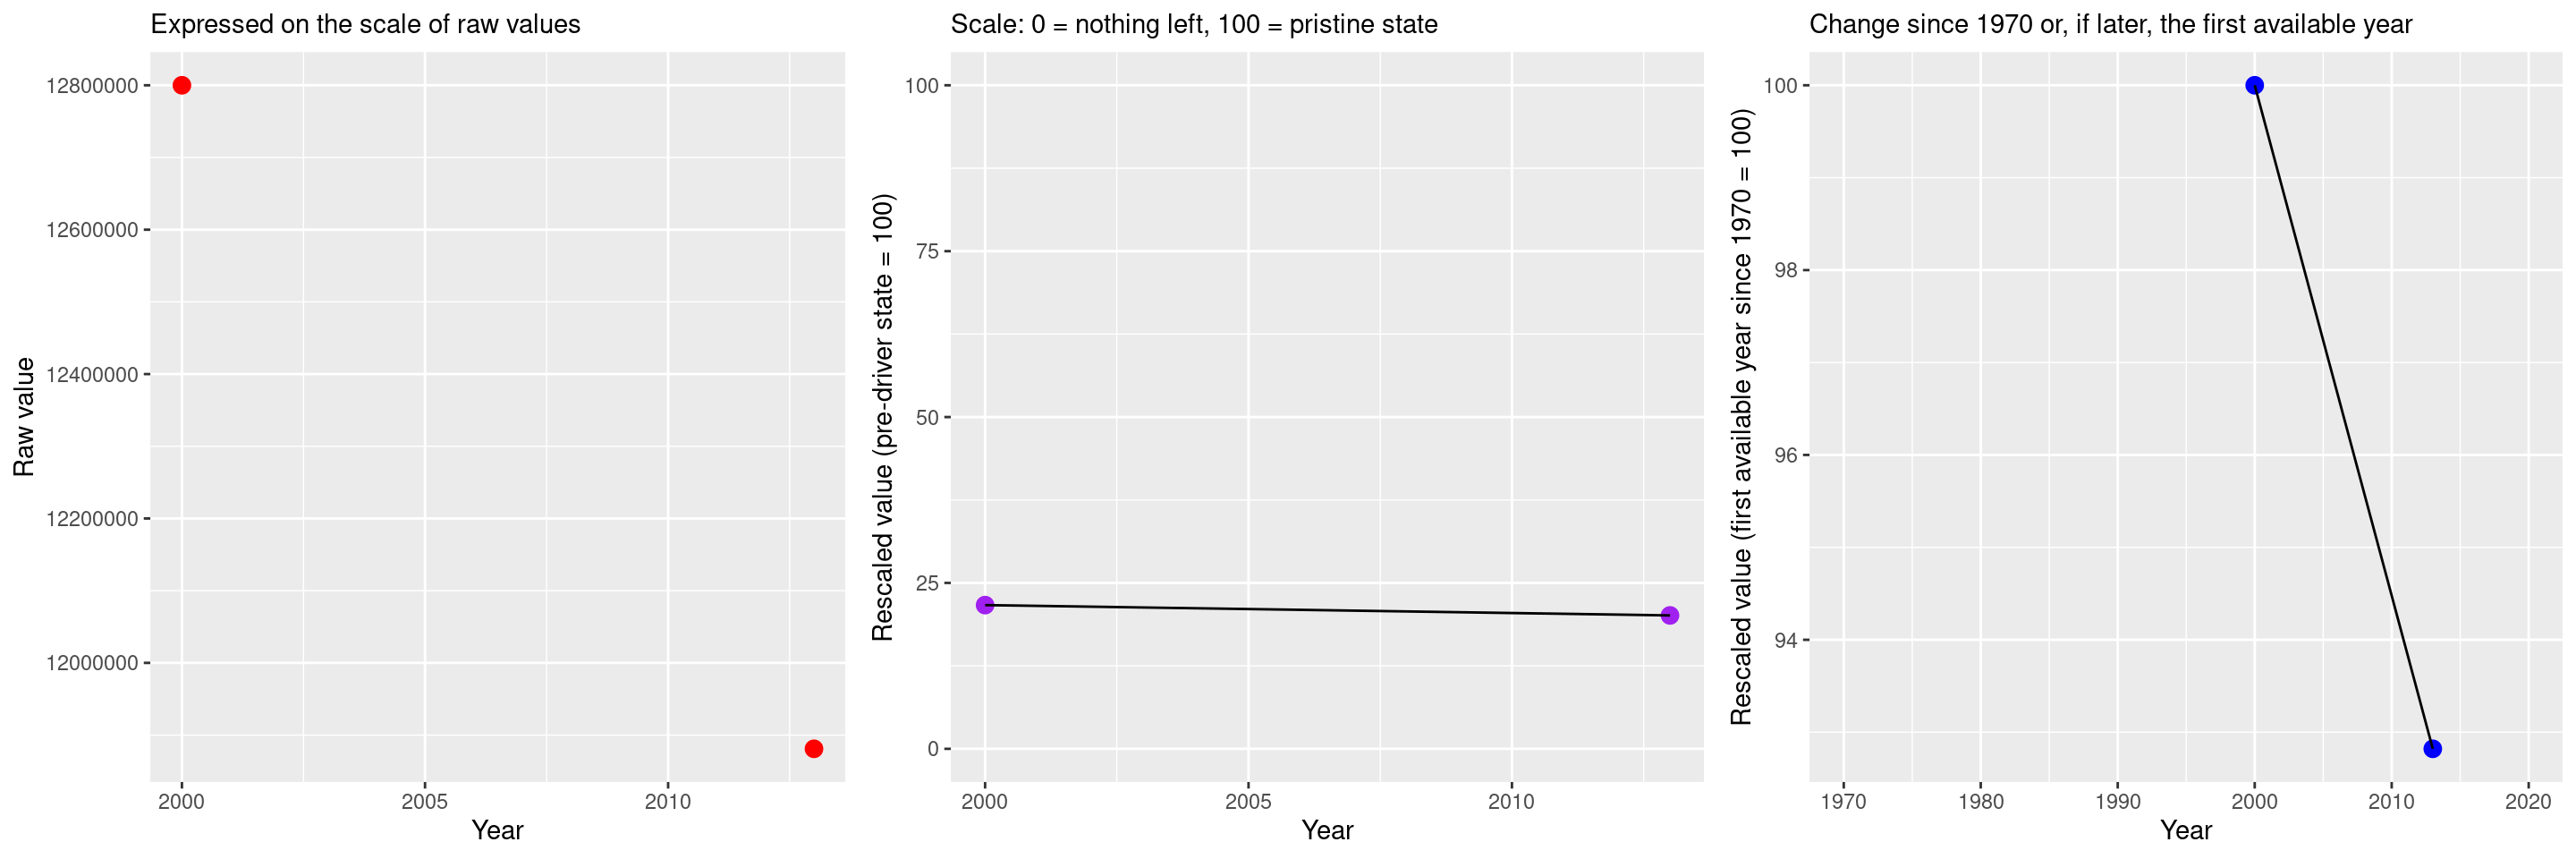 Expressed on the scale of raw values
Raw value
12800000
12600000
12400000
12200000
12000000
2000 2005 2010
Year
Scale: 0 = nothing left, 100 = pristine state
Rescaled value (pre-driver state = 100)
100
75
50
25
0
2000 2005 2010
Year
Change since 1970 or, if later, the first available year
Rescaled value (first available year since 1970 = 100)
100
98
96
94
1970 1980 1990 2000 2010 2020
Year